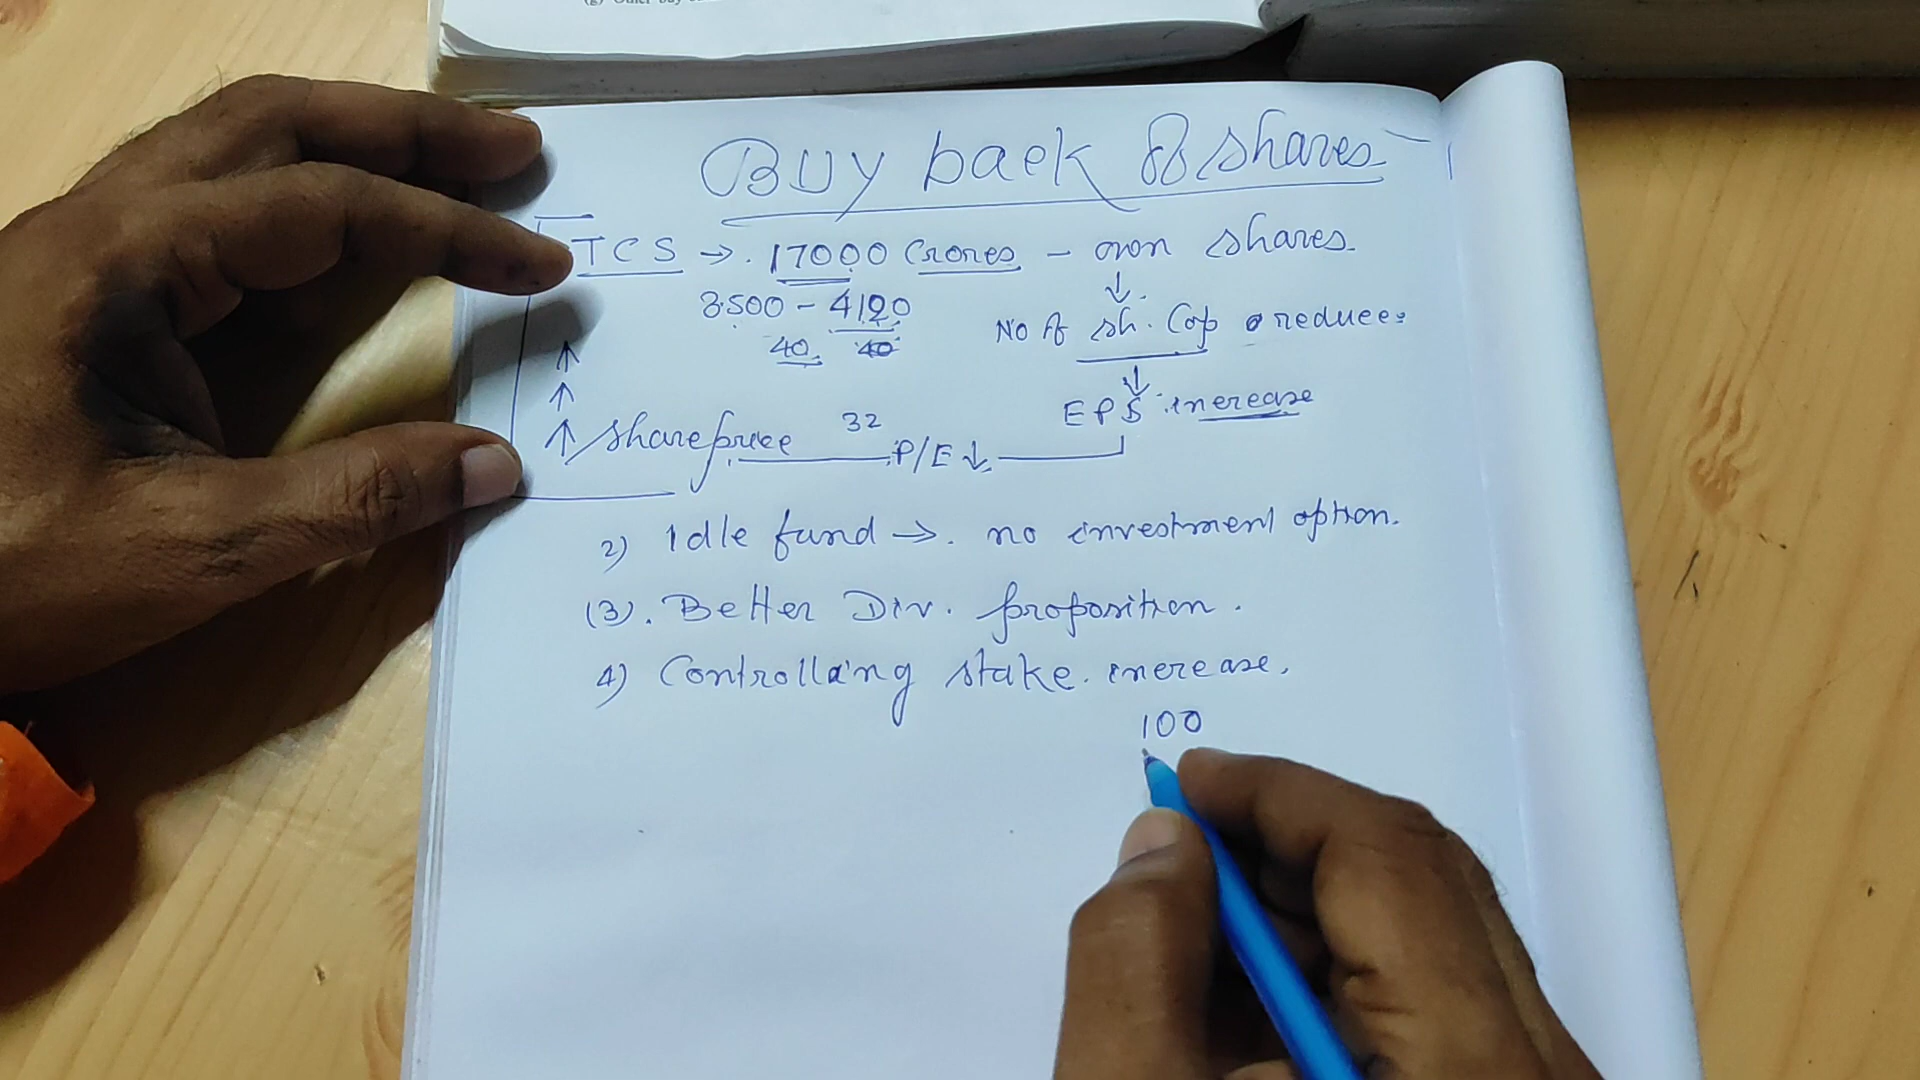 Buy back of shares
TCS → 17000 Crores - own shares
3500 - 4120
40 40
No of sh. Cap reduce
EPS increase
share price 32 P/E ↓
2) Idle fund → no investment option.
(3). Better Div. proposition.
4) Controlling stake increase.
100